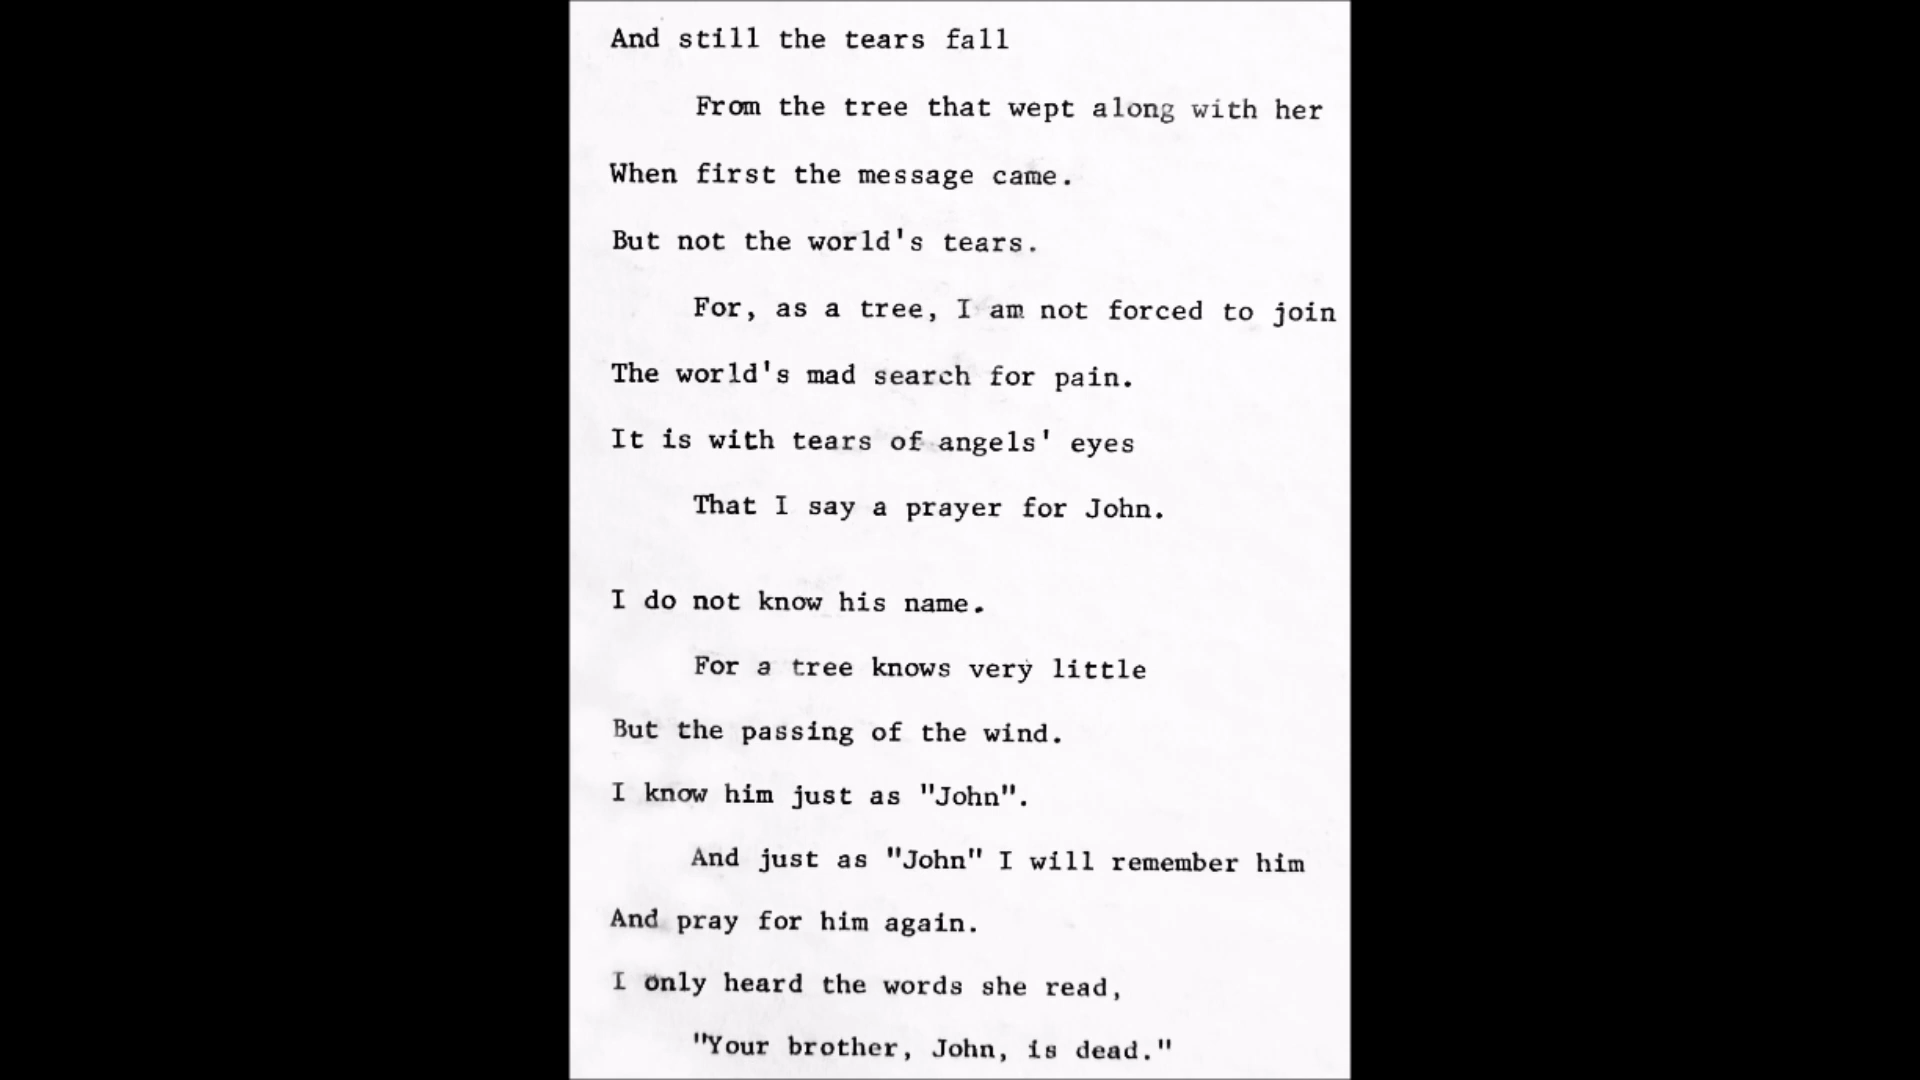 And still the tears fall
From the tree that wept along with her
When first the message came.
But not the world's tears.
For, as a tree, I am not forced to join
The world's mad search for pain.
It is with tears of angels' eyes
That I say a prayer for John.
I do not know his name.
For a tree knows very little
But the passing of the wind.
I know him just as "John".
And just as "John" I will remember him
And pray for him again.
I only heard the words she read,
"Your brother, John, is dead."